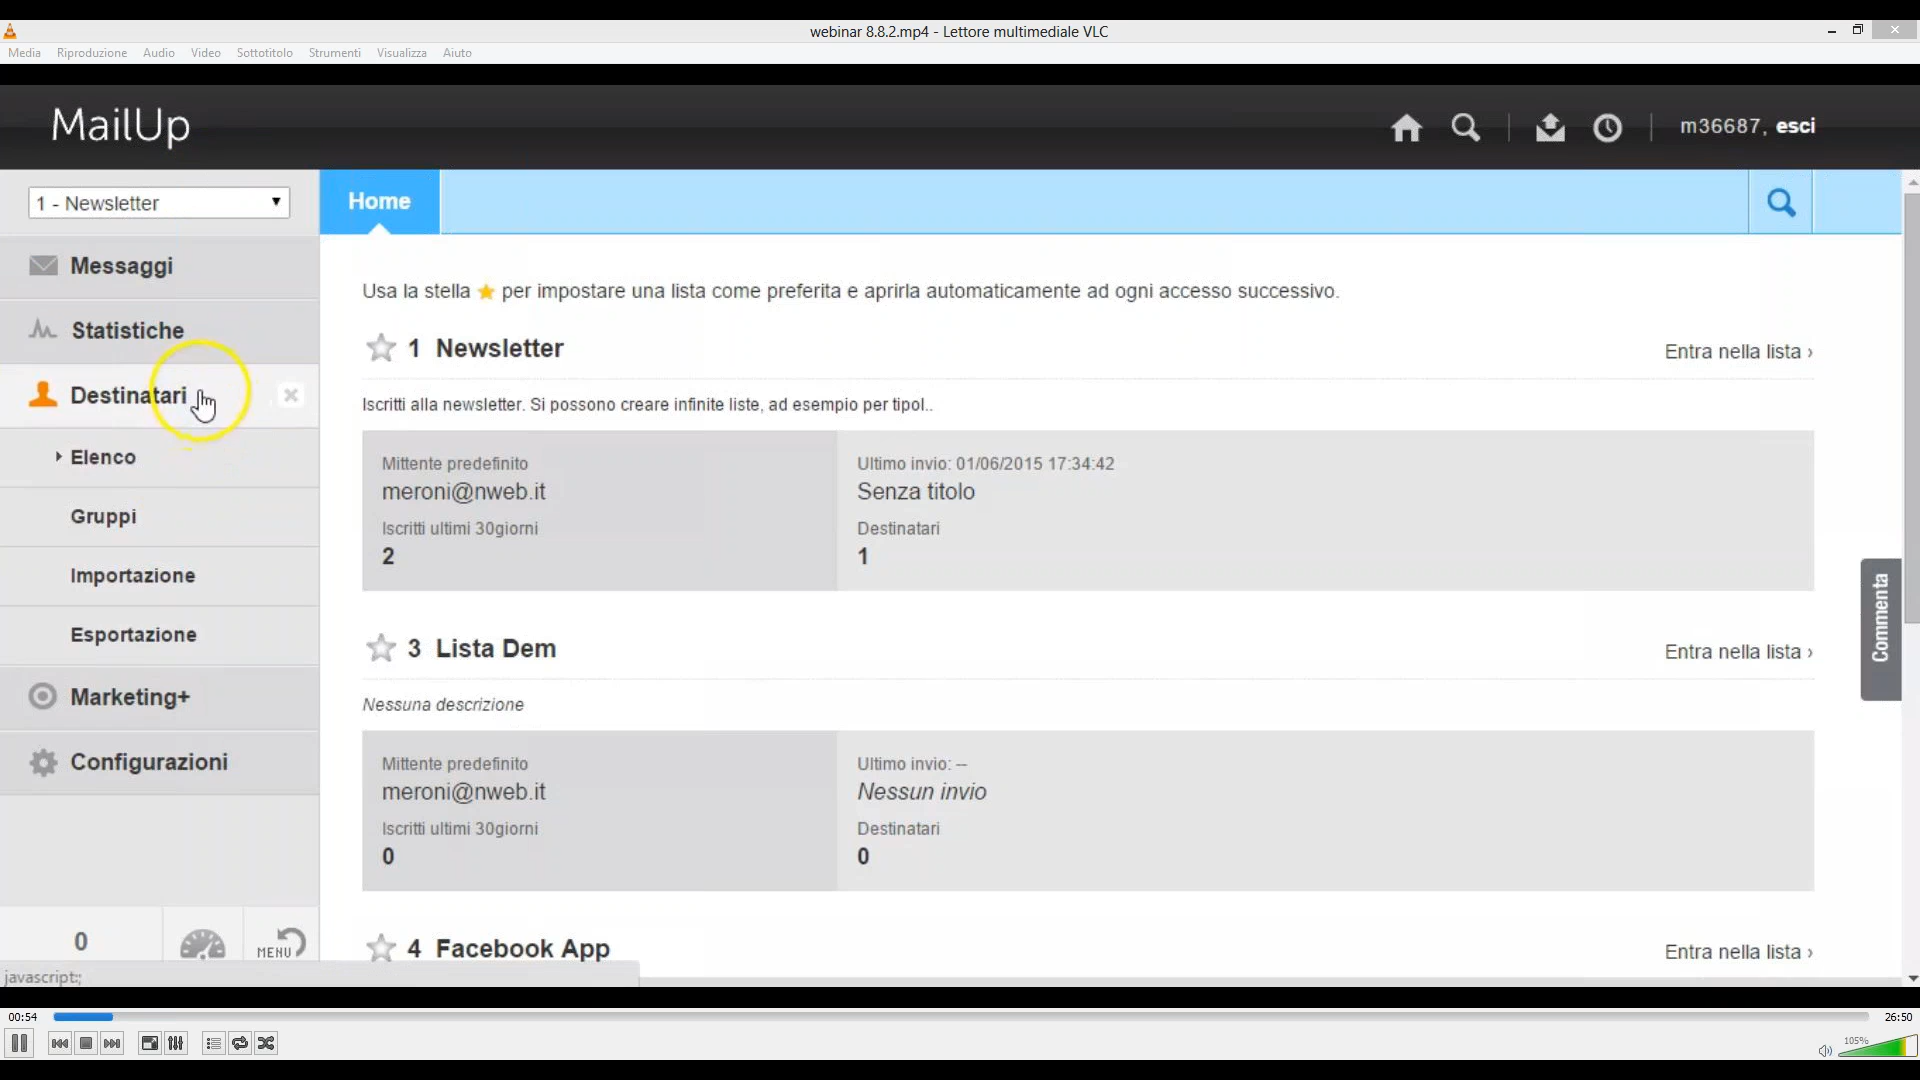 webinar 8.8.2.mp4 - Lettore multimediale VLC
Media Riproduzione Audio Video Sottotitolo Strumenti Visualizza Aiuto
MailUp
m36687, esci
1 - Newsletter
Home
Messaggi
Statistiche
Destinatari
Elenco
Gruppi
Importazione
Esportazione
Marketing+
Configurazioni
0
MENU
javascript:;
Usa la stella per impostare una lista come preferita e aprirla automaticamente ad ogni accesso successivo.
1 Newsletter
Entra nella lista ›
Iscritti alla newsletter. Si possono creare infinite liste, ad esempio per tipol..
Mittente predefinito
meroni@nweb.it
Iscritti ultimi 30giorni
2
Ultimo invio: 01/06/2015 17:34:42
Senza titolo
Destinatari
1
3 Lista Dem
Entra nella lista ›
Nessuna descrizione
Mittente predefinito
meroni@nweb.it
Iscritti ultimi 30giorni
0
Ultimo invio: --
Nessun invio
Destinatari
0
4 Facebook App
Entra nella lista ›
Commenta
00:54
26:50
105%